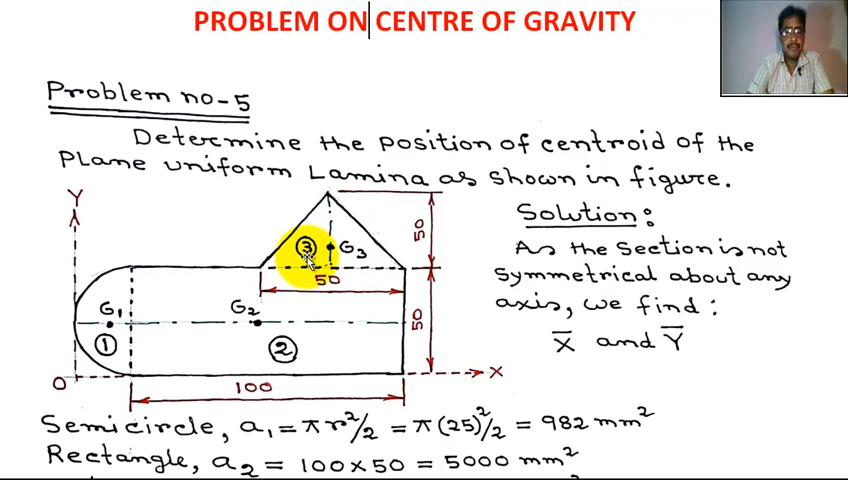 PROBLEM ON CENTRE OF GRAVITY
Problem no-5
Determine the position of centroid of the
Plane uniform Lamina as shown in figure.
Y
50
3
G3
50
50
G1
G2
1
2
O
X
100
Solution:
As the Section is not
symmetrical about any
axis, we find:
X̅ and Y̅
Semicircle, a₁ = πr²/2 = π(25)²/2 = 982 mm²
Rectangle, a₂ = 100x50 = 5000 mm²